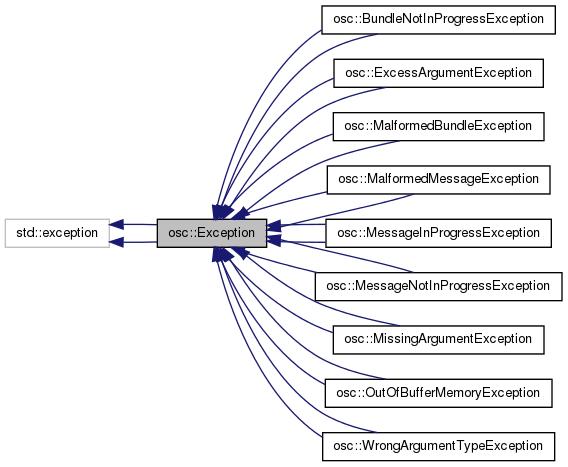 osc::BundleNotInProgressException
osc::ExcessArgumentException
osc::MalformedBundleException
osc::MalformedMessageException
std::exception
osc::Exception
osc::MessageInProgressException
osc::MessageNotInProgressException
osc::MissingArgumentException
osc::OutOfBufferMemoryException
osc::WrongArgumentTypeException